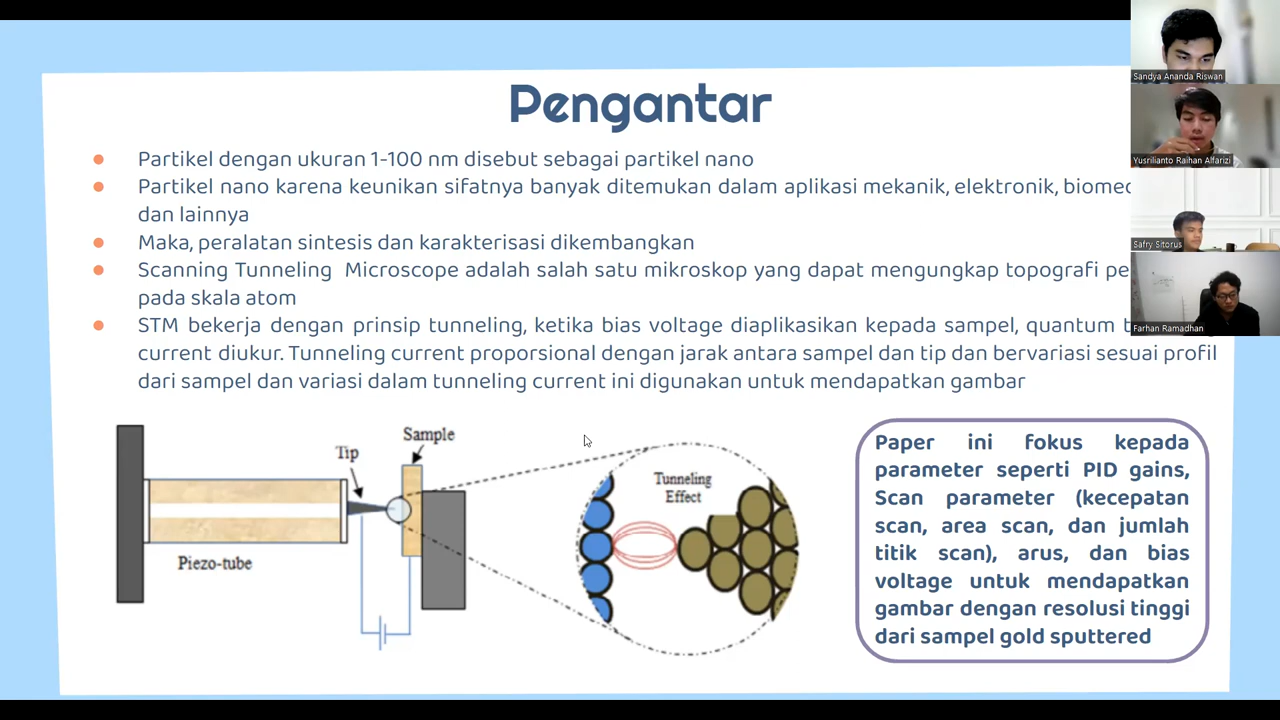 Pengantar
Partikel dengan ukuran 1-100 nm disebut sebagai partikel nano
Partikel nano karena keunikan sifatnya banyak ditemukan dalam aplikasi mekanik, elektronik,
dan lainnya
Maka, peralatan sintesis dan karakterisasi dikembangkan
Scanning Tunneling Microscope adalah salah satu mikroskop yang dapat mengungkap topografi
pada skala atom
STM bekerja dengan prinsip tunneling, ketika bias voltage diaplikasikan kepada sampel, quantum
current diukur. Tunneling current proporsional dengan jarak antara sampel dan tip dan bervariasi sesuai profil
dari sampel dan variasi dalam tunneling current ini digunakan untuk mendapatkan gambar
Sample
Tip
Piezo-tube
Tunneling
Effect
Paper ini fokus kepada
parameter seperti PID gains,
Scan parameter (kecepatan
scan, area scan, dan jumlah
titik scan), arus, dan bias
voltage untuk mendapatkan
gambar dengan resolusi tinggi
dari sampel gold sputtered
Sandya Ananda Riswan
Yusrilianto Raihan Alfarizi
Safry Sitorus
Farhan Ramadhan